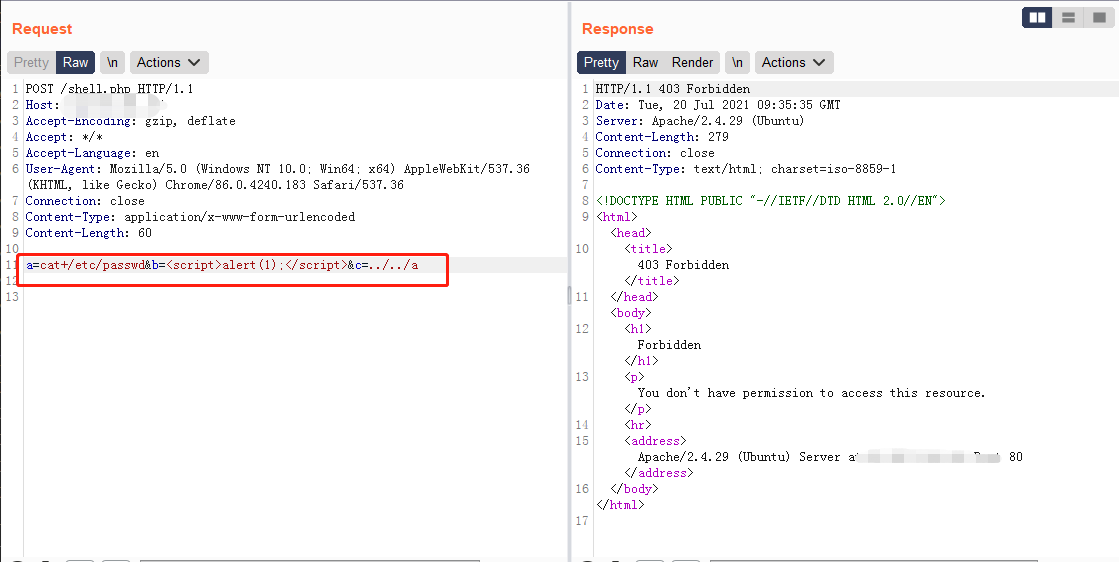 Request
Pretty Raw \n Actions
1 POST /shell.php HTTP/1.1
2 Host:
3 Accept-Encoding: gzip, deflate
4 Accept: */*
5 Accept-Language: en
6 User-Agent: Mozilla/5.0 (Windows NT 10.0; Win64; x64) AppleWebKit/537.36
(KHTML, like Gecko) Chrome/86.0.4240.183 Safari/537.36
7 Connection: close
8 Content-Type: application/x-www-form-urlencoded
9 Content-Length: 60
10
11 a=cat+/etc/passwd&b=<script>alert(1);</script>&c=../../a
12
13
Response
Pretty Raw Render \n Actions
1 HTTP/1.1 403 Forbidden
2 Date: Tue, 20 Jul 2021 09:35:35 GMT
3 Server: Apache/2.4.29 (Ubuntu)
4 Content-Length: 279
5 Connection: close
6 Content-Type: text/html; charset=iso-8859-1
7
8 <!DOCTYPE HTML PUBLIC "-//IETF//DTD HTML 2.0//EN">
9 <html>
<head>
10 <title>
403 Forbidden
</title>
11 </head>
<body>
12 <h1>
Forbidden
</h1>
13 <p>
You don't have permission to access this resource.
</p>
14 <hr>
15 <address>
Apache/2.4.29 (Ubuntu) Server at 80
</address>
16 </body>
</html>
17